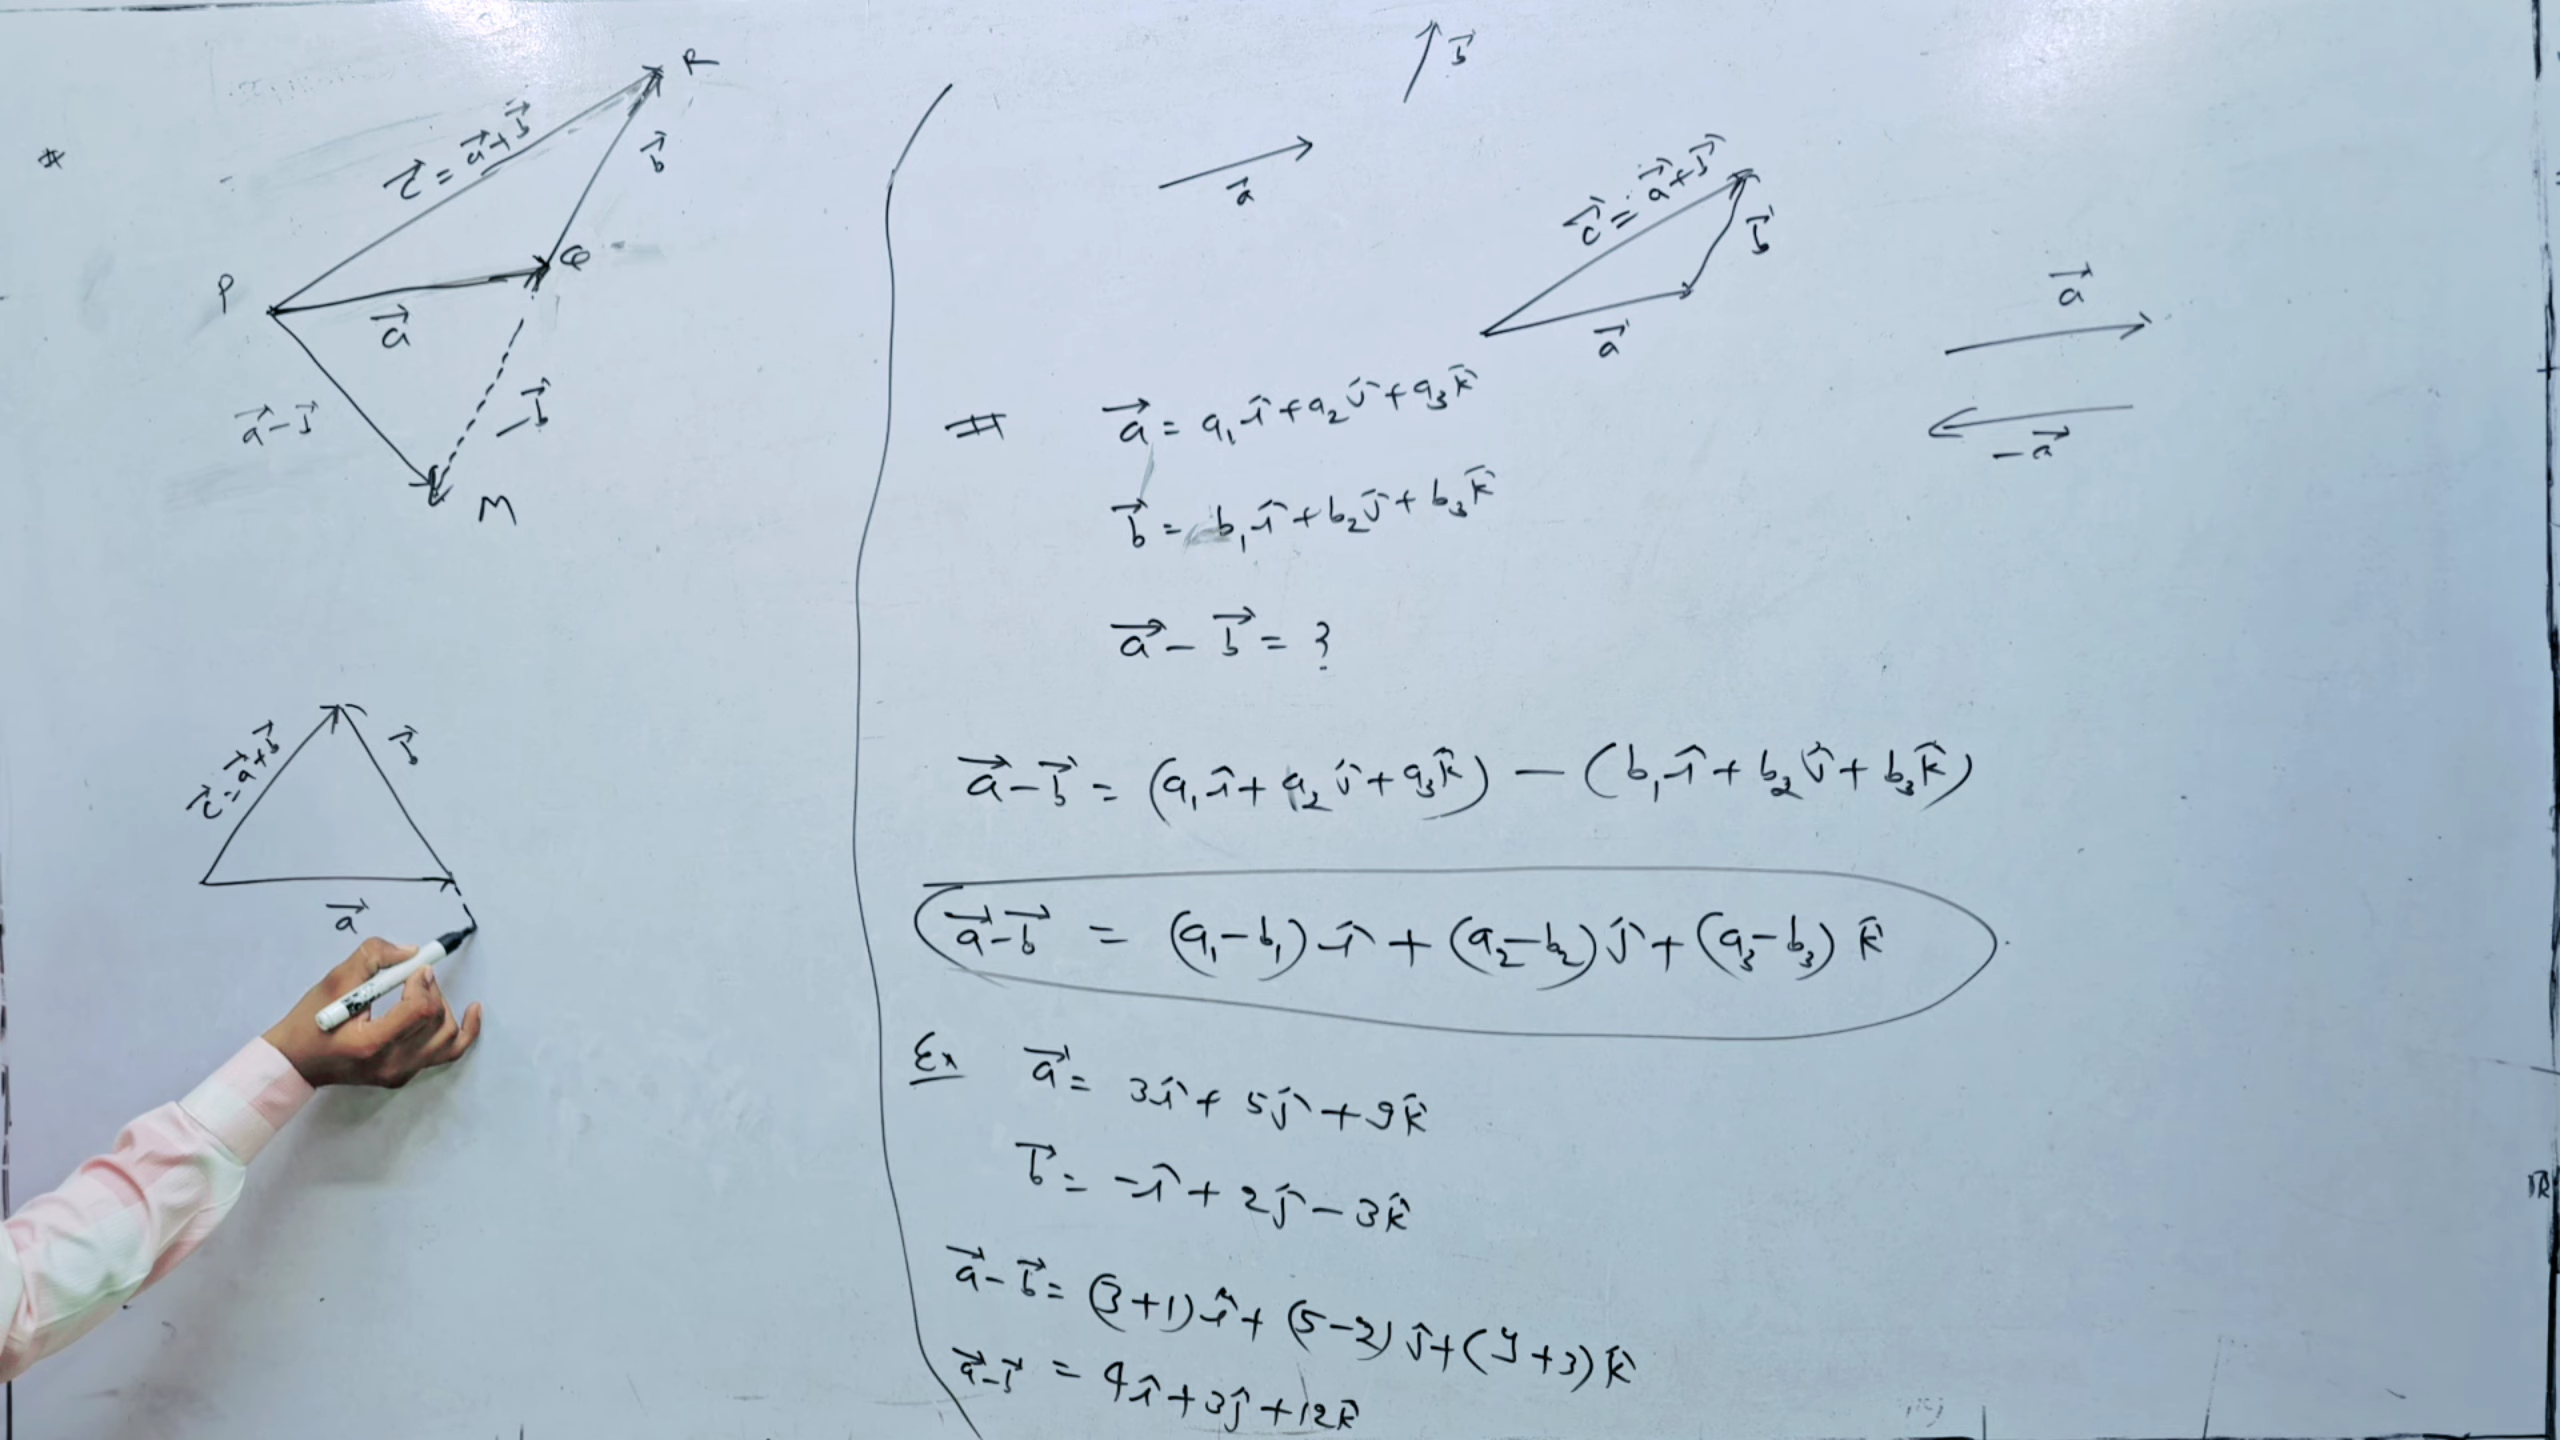 #
R
c⃗ = a⃗+b⃗
b⃗
P
Q
a⃗
a⃗-b⃗
-b⃗
M
c⃗ = a⃗+b⃗
b⃗
a⃗
b⃗
a⃗
c⃗ = a⃗+b⃗
b⃗
a⃗
a⃗
-a⃗
# a⃗ = a₁î+a₂ĵ+a₃k̂
b⃗ = b₁î+b₂ĵ+b₃k̂
a⃗ - b⃗ = ?
a⃗-b⃗ = (a₁î+a₂ĵ+a₃k̂) - (b₁î+b₂ĵ+b₃k̂)
a⃗-b⃗ = (a₁-b₁)î + (a₂-b₂)ĵ + (a₃-b₃)k̂
Ex a⃗ = 3î + 5ĵ + 9k̂
b⃗ = -î + 2ĵ - 3k̂
a⃗-b⃗ = (3+1)î + (5-2)ĵ + (9+3)k̂
a⃗-b⃗ = 4î+3ĵ+12k̂